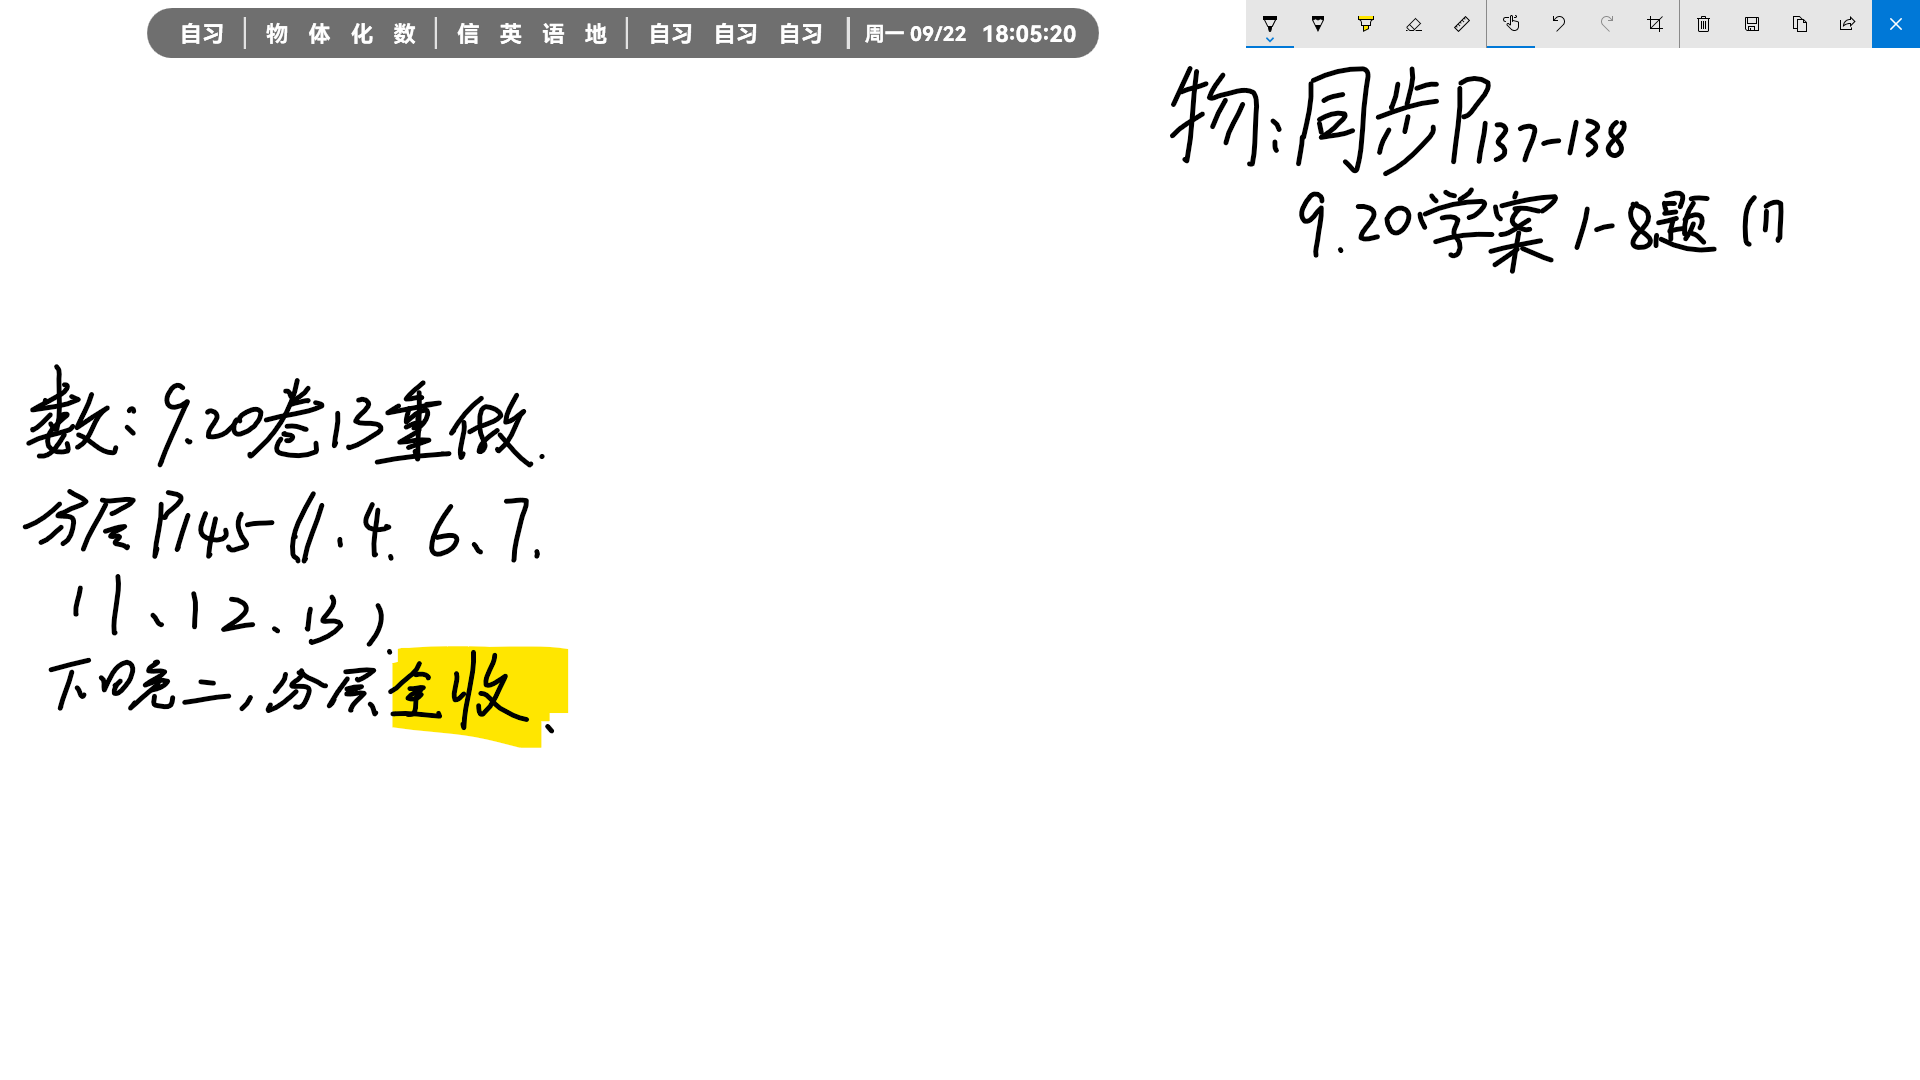 自习 | 物 体 化 数 | 信 英 语 地 | 自习 自习 自习 | 周一 09/22 18:05:20
物:同步P137-138
9.20学案 1-8题 (
数:9.20卷13重做.
分层P145-(1、4、6、7、
11、12、13).
下日晚二,分层全收、